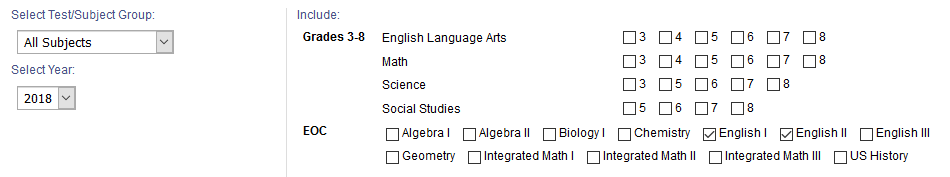 Select Test/Subject Group:
All Subjects
Select Year:
2018
Include:
Grades 3-8 English Language Arts 3 4 5 6 7 8
Math 3 4 5 6 7 8
Science 3 5 6 7 8
Social Studies 5 6 7 8
EOC Algebra I Algebra II Biology I Chemistry English I English II English III
Geometry Integrated Math I Integrated Math II Integrated Math III US History